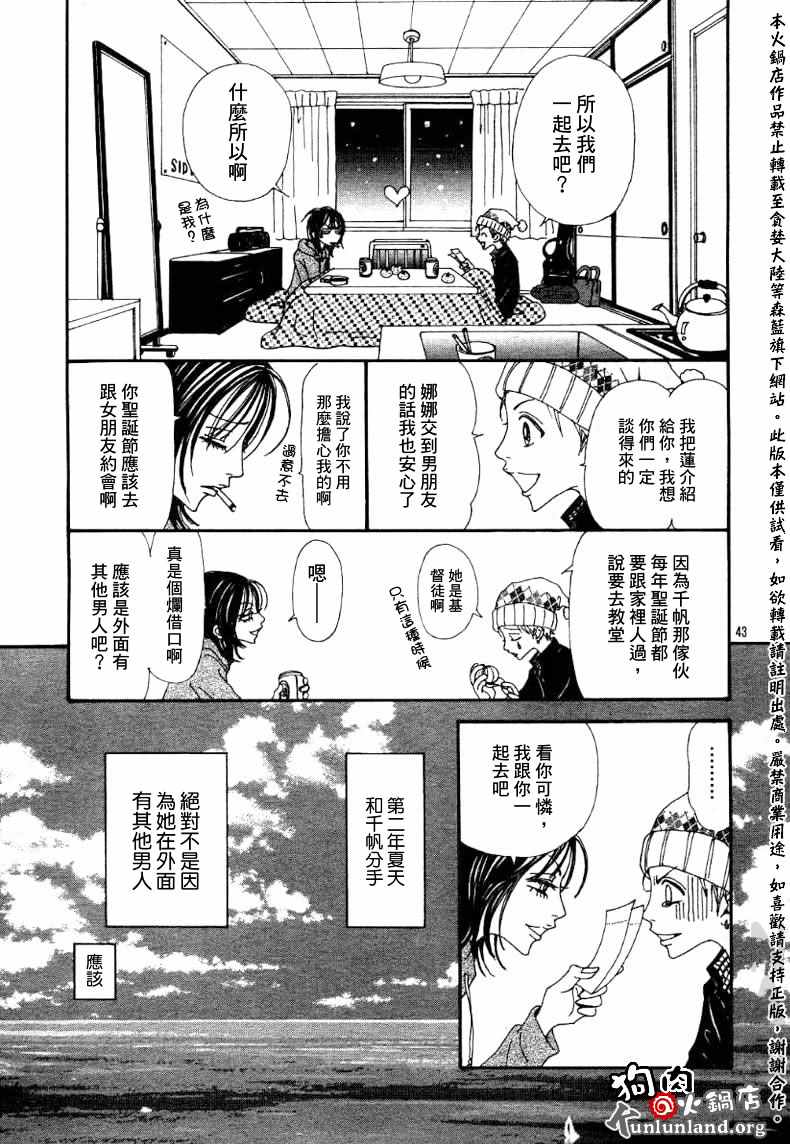 所以我們
一起去吧？
什麼所以啊
為什麼
是我？
SID
我把蓮介紹
給你，我想
你們一定
談得來的
娜娜交到男朋友
的話我也安心了
我說了你不用
那麼擔心我的啊
過意不去
你聖誕節應該去
跟女朋友約會啊
因為千帆那傢伙
每年聖誕節都
要跟家裡人過，
說要去教堂
她是基
督徒啊
只有這種時候
嗯——
真是個爛借口啊
應該是外面有
其他男人吧？
43
………
看你可憐，
我跟你一
起去吧
第二年夏天
和千帆分手
絕對不是因
為她在外面
有其他男人
應該
本火鍋店作品禁止轉載至貪婪大陸等森藍旗下網站。此版本僅供試看，如欲轉載請註明出處。嚴禁商業用途，如喜歡請支持正版，謝謝合作。
狗肉
火鍋店
unlunland.org